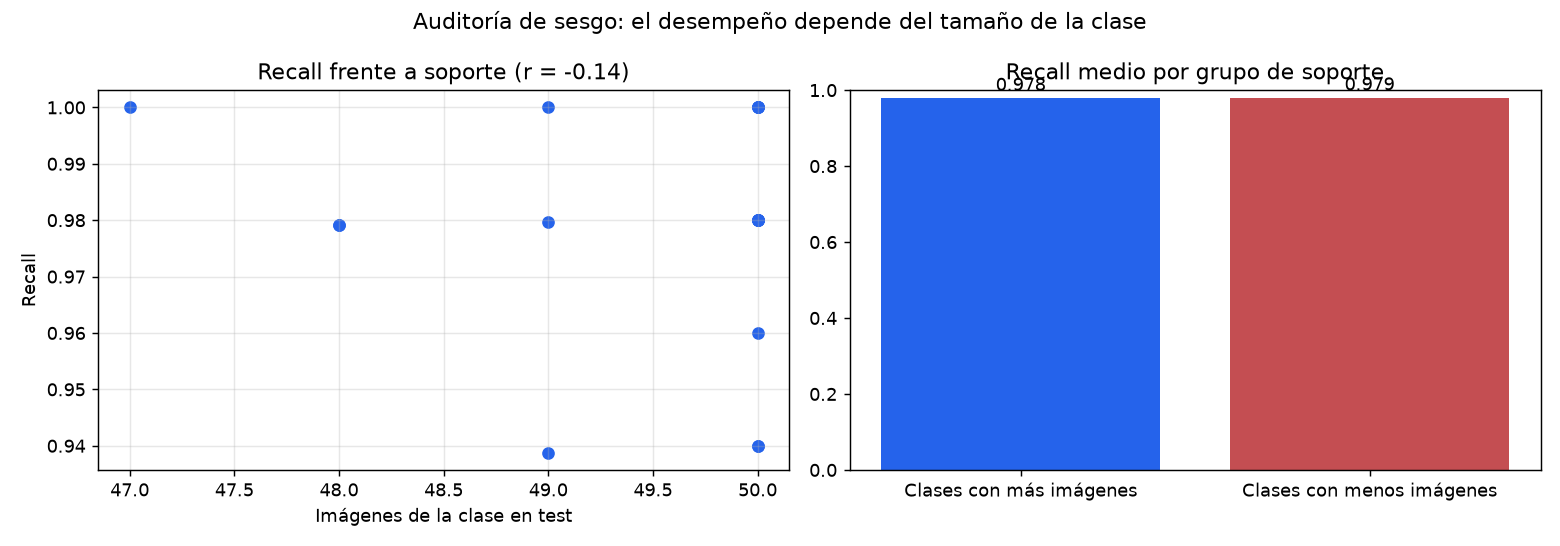 Auditoría de sesgo: el desempeño depende del tamaño de la clase
Recall frente a soporte (r = -0.14)
1.00
0.99
0.98
0.97
0.96
0.95
0.94
Recall
47.0 47.5 48.0 48.5 49.0 49.5 50.0
Imágenes de la clase en test
Recall medio por grupo de soporte
0.978 0.979
1.0
0.8
0.6
0.4
0.2
0.0
Clases con más imágenes Clases con menos imágenes